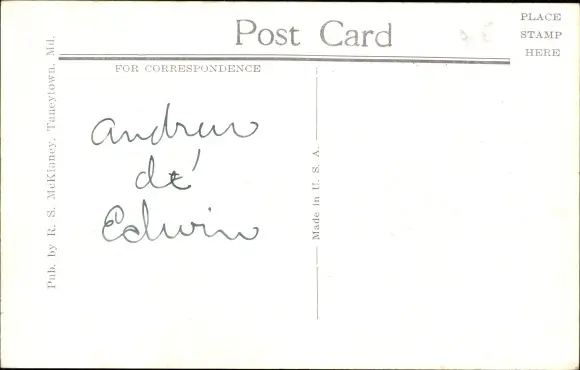 Post Card
PLACE
STAMP
HERE
FOR CORRESPONDENCE
Andrew
de'
Edwin
Made in U. S. A.
Pub. by R. S. McKinney, Taneytown, Md.